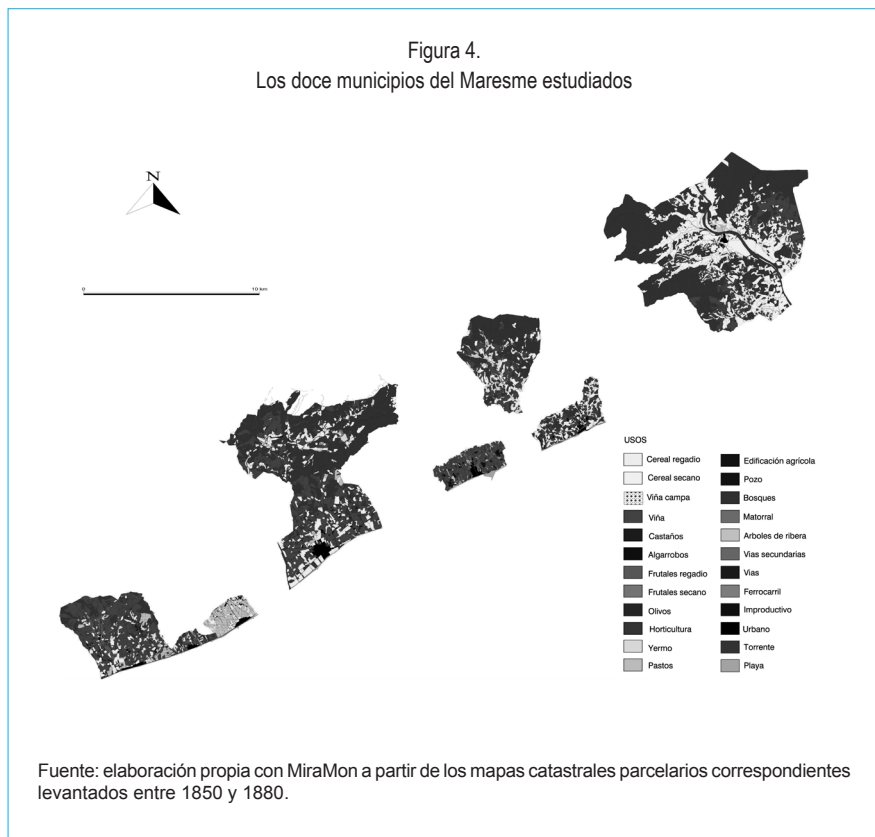 Figura 4.
Los doce municipios del Maresme estudiados
N
0 10 km
USOS
Cereal regadio
Cereal secano
Viña campa
Viña
Castaños
Algarrobos
Frutales regadio
Frutales secano
Olivos
Horticultura
Yermo
Pastos
Edificación agrícola
Pozo
Bosques
Matorral
Arboles de ribera
Vias secundarias
Vias
Ferrocarril
Improductivo
Urbano
Torrente
Playa
Fuente: elaboración propia con MiraMon a partir de los mapas catastrales parcelarios correspondientes
levantados entre 1850 y 1880.